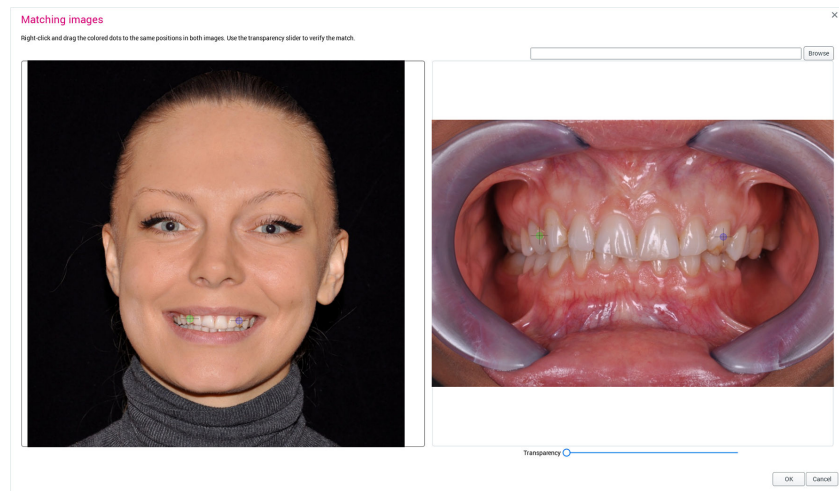 Matching images
Right-click and drag the colored dots to the same positions in both images. Use the transparency slider to verify the match.
Browse
Transparency
OK
Cancel